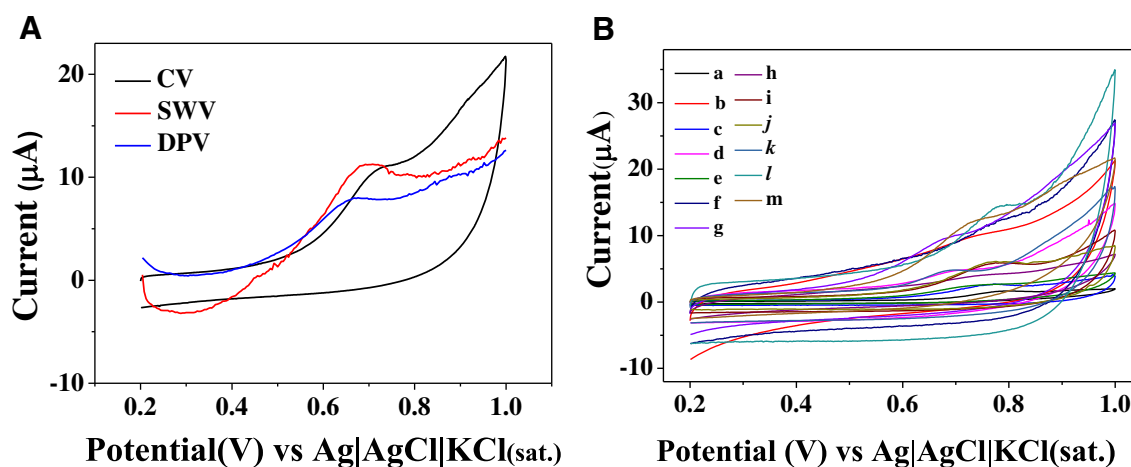 A
20
10
0
-10
Current (μA)
CV
SWV
DPV
0.2 0.4 0.6 0.8 1.0
Potential(V) vs Ag|AgCl|KCl(sat.)
B
30
20
10
0
-10
Current(μA)
a h
b i
c j
d k
e l
f m
g
0.2 0.4 0.6 0.8 1.0
Potential (V) vs Ag|AgCl|KCl(sat.)